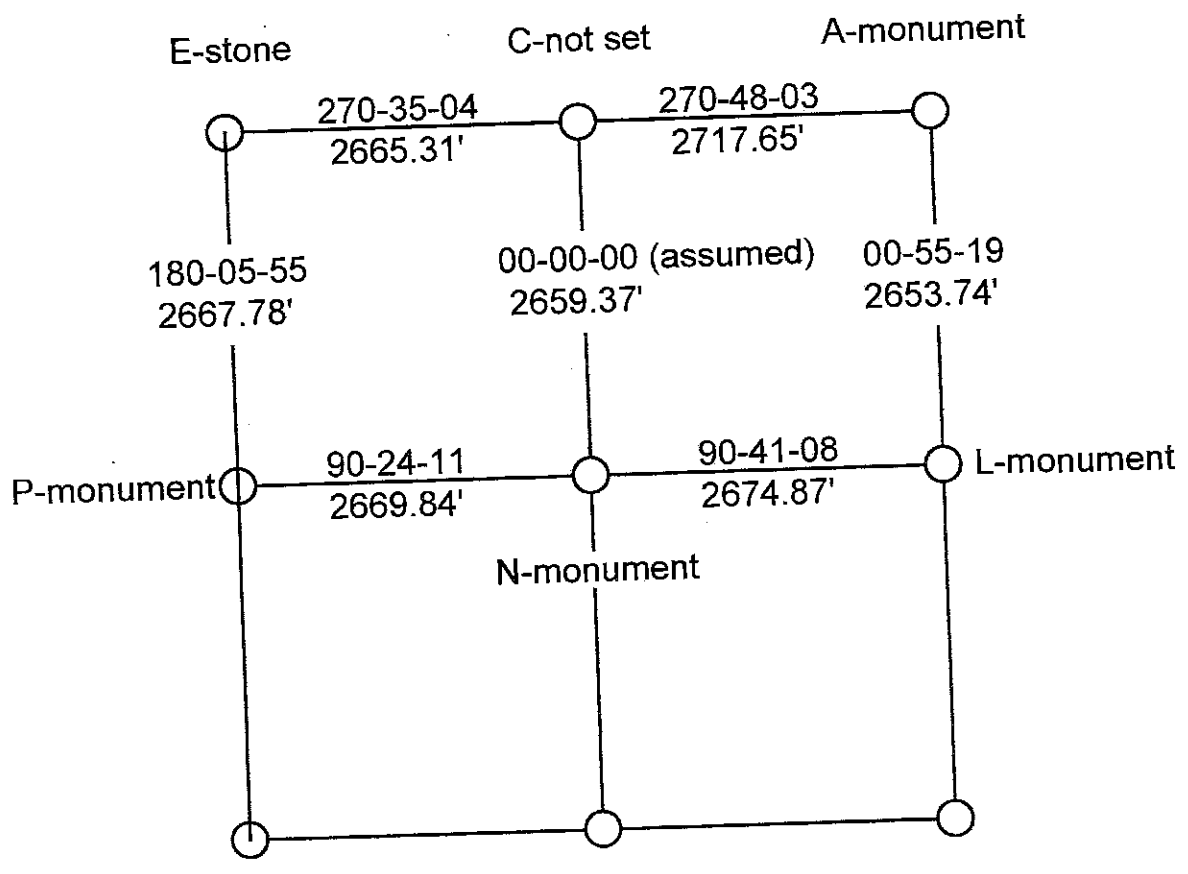 E-stone
C-not set
A-monument
270-35-04
2665.31'
270-48-03
2717.65'
180-05-55
2667.78'
00-00-00 (assumed)
2659.37'
00-55-19
2653.74'
P-monument
90-24-11
2669.84'
90-41-08
2674.87'
L-monument
N-monument